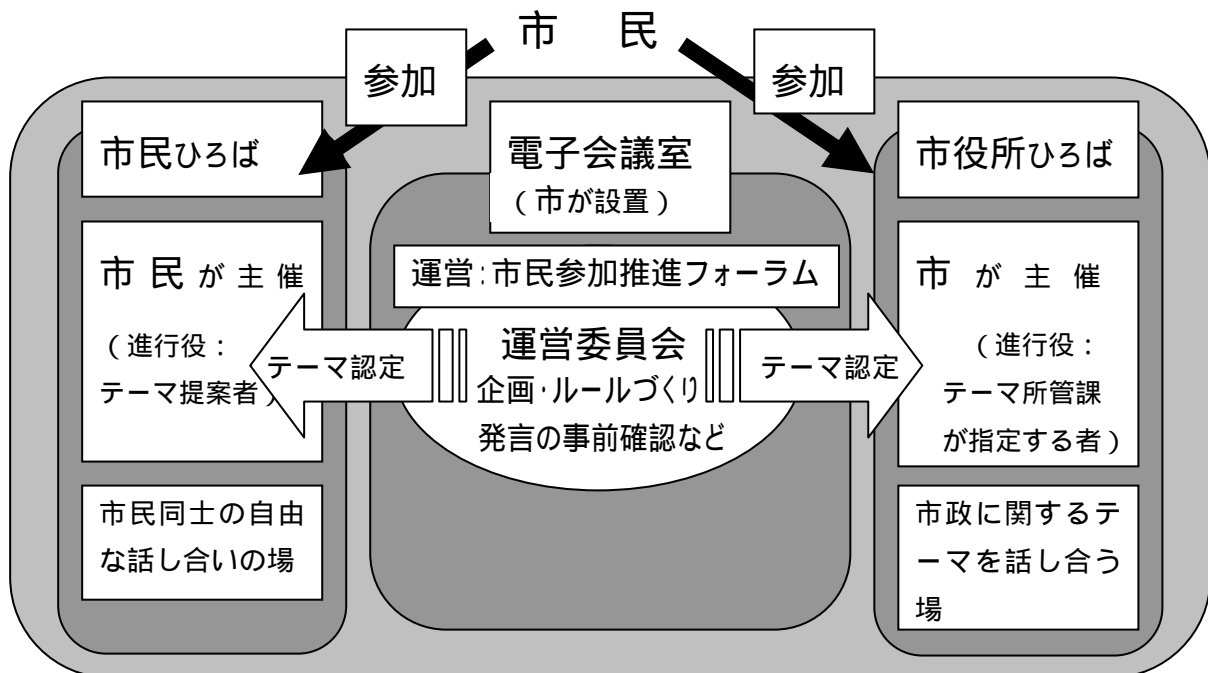 市 民
参加
参加
市民ひろば
市民が主催
（進行役：
テーマ提案者）
市民同士の自由
な話し合いの場
電子会議室
（市が設置）
運営：市民参加推進フォーラム
運営委員会
企画・ルールづくり
発言の事前確認など
テーマ認定
テーマ認定
市役所ひろば
市が主催
（進行役：
テーマ所管課
が指定する者）
市政に関するテ
ーマを話し合う
場